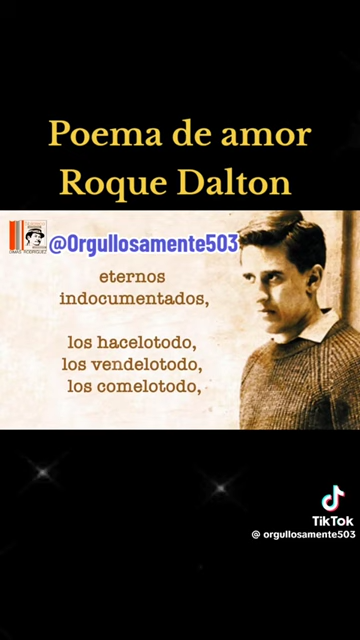 Poema de amor
Roque Dalton
@Orgullosamente503
eternos
indocumentados,
los hacelotodo,
los vendelotodo,
los comelotodo,
TikTok
@ orgullosamente503